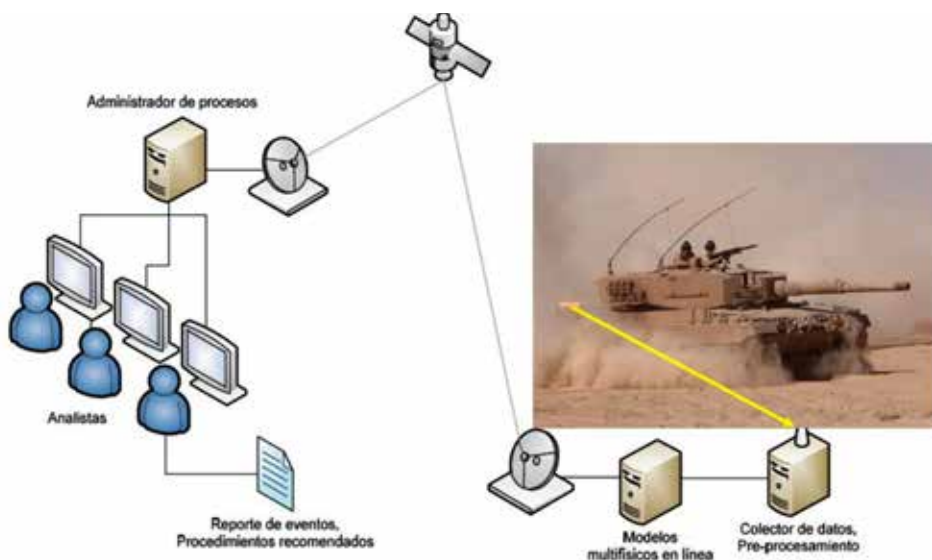 Administrador de procesos
Analistas
Reporte de eventos,
Procedimientos recomendados
Modelos
multifísicos en línea
Colector de datos,
Pre-procesamiento